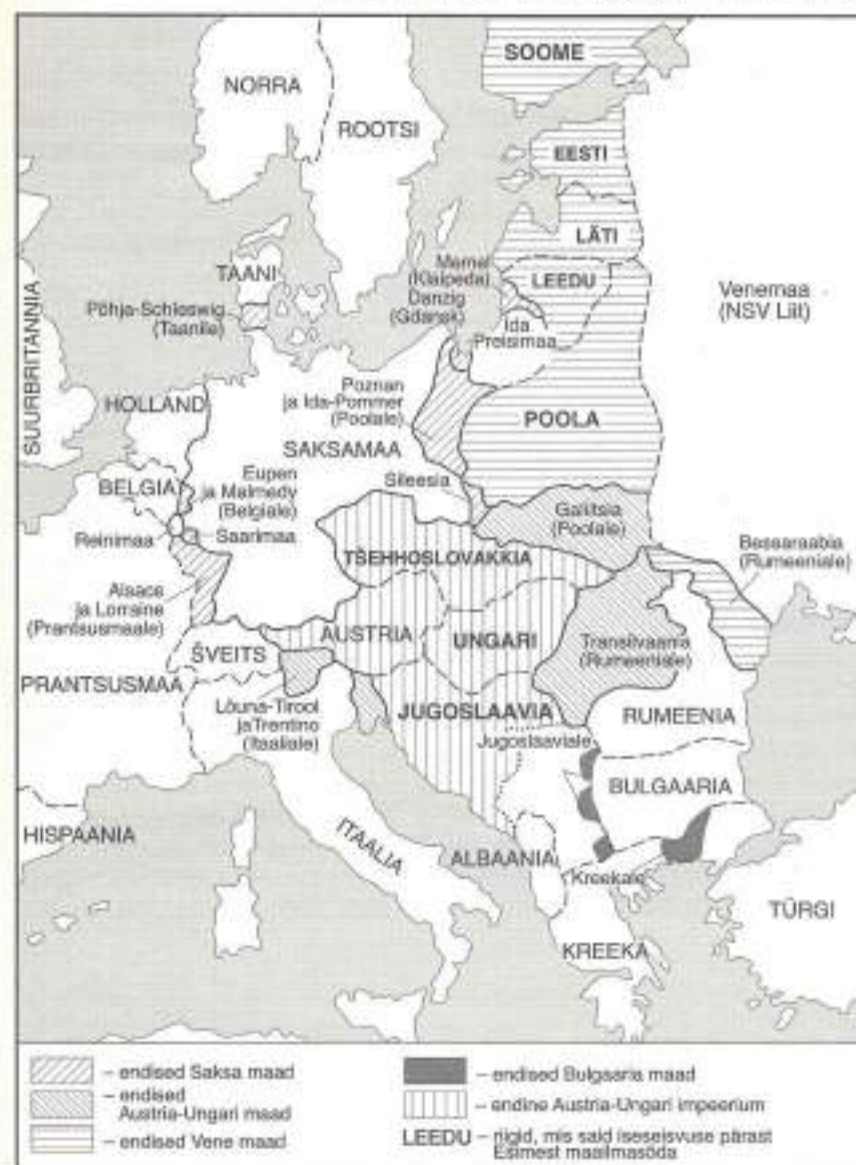 SOOME
NORRA
ROOTSI
EESTI
LÄTI
TAANI
Memel
(Klaipeda)
LEEDU
Danzig
(Gdansk)
Põhja-Schleswig
(Taanile)
Ida
Preisimaa
Venemaa
(NSV Liit)
SUURBRITANNIA
HOLLAND
Poznan
ja Ida-Pommer
(Poolale)
POOLA
SAKSAMAA
BELGIA
Eupen
ja Malmedy
(Belgiale)
Sileesia
Galiitsia
(Poolale)
Reinimaa
Saarimaa
TŠEHHOSLOVAKKIA
Bessaraabia
(Rumeeniale)
Alsace
ja Lorraine
(Prantsusmaale)
AUSTRIA
UNGARI
ŠVEITS
Transilvaania
(Rumeeniale)
PRANTSUSMAA
Lõuna-Tirool
jaTrentino
(Itaaliale)
JUGOSLAAVIA
RUMEENIA
Jugoslaaviale
BULGAARIA
HISPAANIA
ITAALIA
ALBAANIA
Kreekale
TÜRGI
KREEKA
– endised Saksa maad
– endised
Austria-Ungari maad
– endised Vene maad
– endised Bulgaaria maad
– endine Austria-Ungari impeerium
LEEDU – riigid, mis said iseseisvuse pärast
Esimest maailmasõda